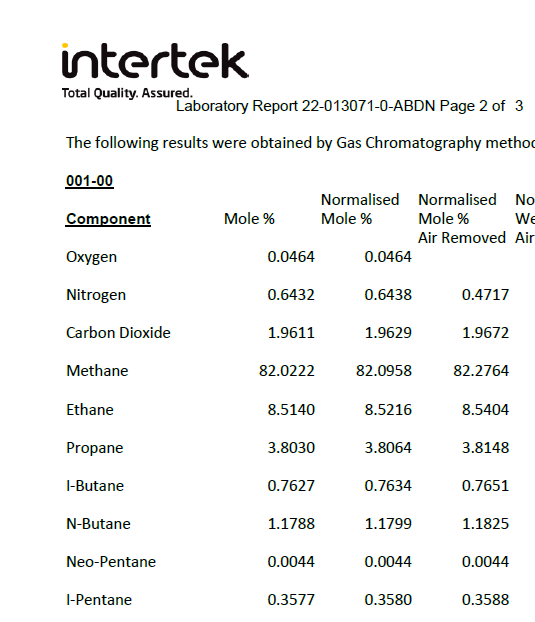 intertek
Total Quality. Assured.
Laboratory Report 22-013071-0-ABDN Page 2 of 3
The following results were obtained by Gas Chromatography method
001-00
Normalised Normalised No
Component Mole % Mole % Mole % We
Air Removed Air
Oxygen 0.0464 0.0464
Nitrogen 0.6432 0.6438 0.4717
Carbon Dioxide 1.9611 1.9629 1.9672
Methane 82.0222 82.0958 82.2764
Ethane 8.5140 8.5216 8.5404
Propane 3.8030 3.8064 3.8148
I-Butane 0.7627 0.7634 0.7651
N-Butane 1.1788 1.1799 1.1825
Neo-Pentane 0.0044 0.0044 0.0044
I-Pentane 0.3577 0.3580 0.3588